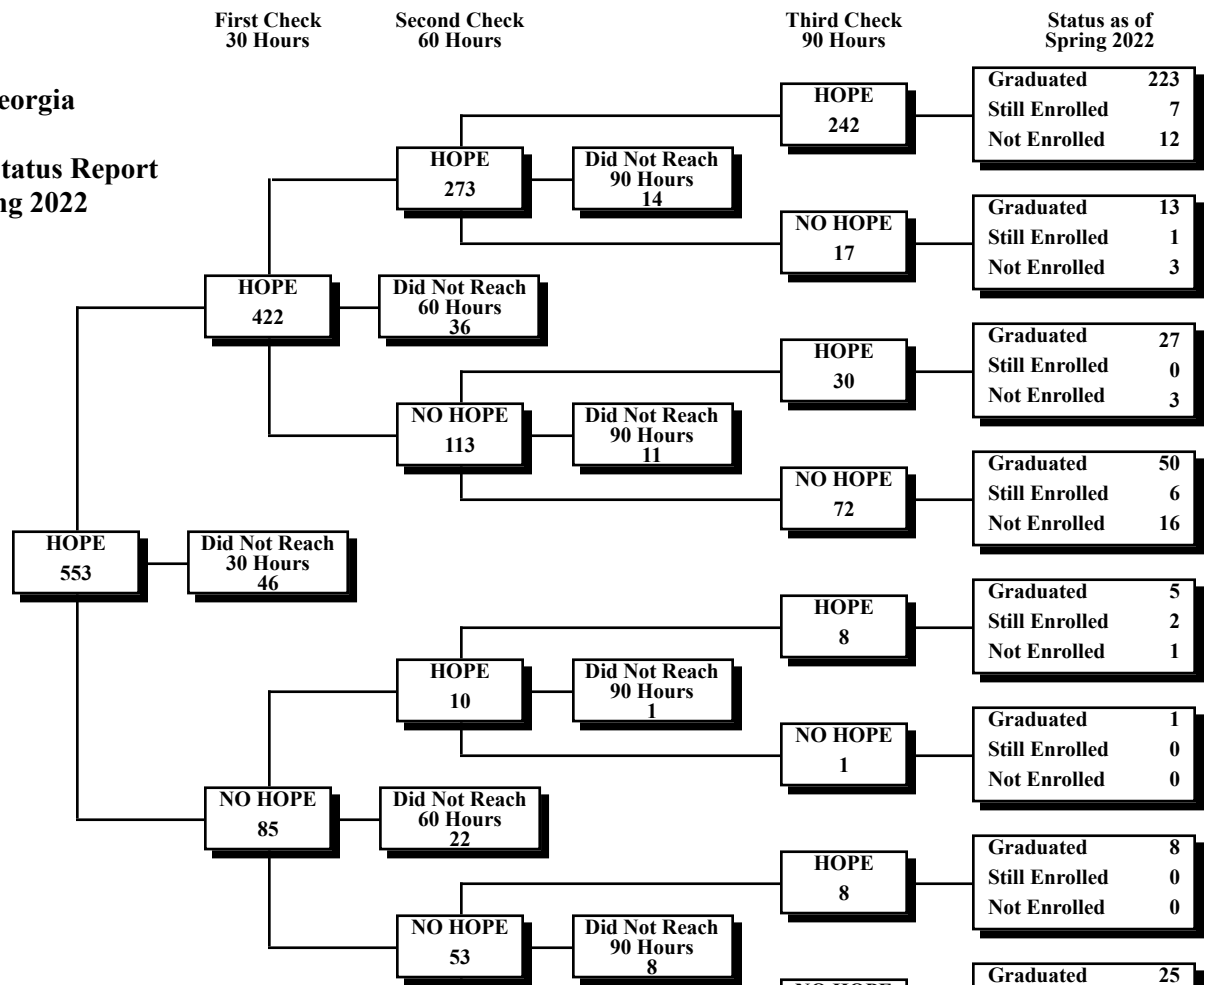 First Check
30 Hours
Second Check
60 Hours
Third Check
90 Hours
Status as of
Spring 2022
Report
2022
HOPE
242
Graduated 223
Still Enrolled 7
Not Enrolled 12
HOPE
273
Did Not Reach
90 Hours
14
NO HOPE
17
Graduated 13
Still Enrolled 1
Not Enrolled 3
HOPE
422
Did Not Reach
60 Hours
36
HOPE
30
Graduated 27
Still Enrolled 0
Not Enrolled 3
NO HOPE
113
Did Not Reach
90 Hours
11
NO HOPE
72
Graduated 50
Still Enrolled 6
Not Enrolled 16
HOPE
553
Did Not Reach
30 Hours
46
HOPE
8
Graduated 5
Still Enrolled 2
Not Enrolled 1
HOPE
10
Did Not Reach
90 Hours
1
NO HOPE
1
Graduated 1
Still Enrolled 0
Not Enrolled 0
NO HOPE
85
Did Not Reach
60 Hours
22
HOPE
8
Graduated 8
Still Enrolled 0
Not Enrolled 0
NO HOPE
53
Did Not Reach
90 Hours
8
Graduated 25